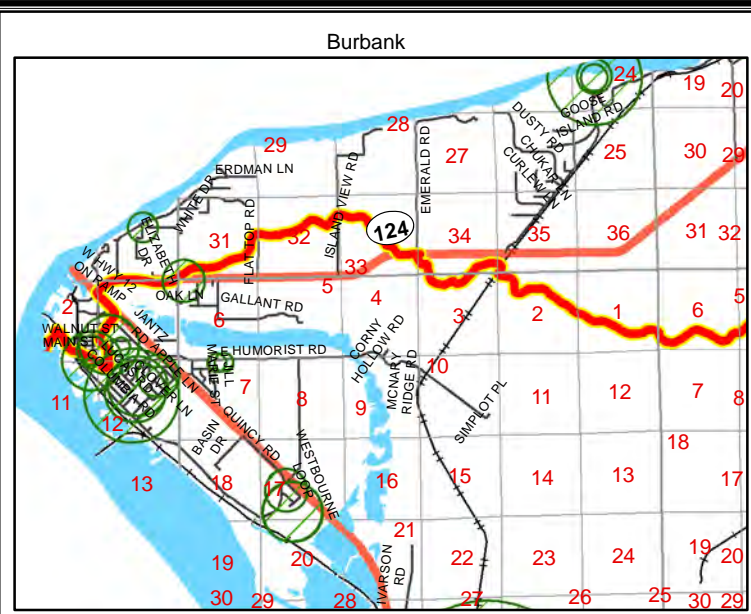 Burbank
24
19
20
GOOSE
ISLAND RD
DUSTY RD
28
29
CHUKAR LN
CURLEW LN
27
25
30
29
EMERALD RD
ISLAND VIEW RD
ERDMAN LN
WHITE DR
FLAT TOP RD
ELIZABETH
DR
31
32
124
34
35
36
31
32
W HWY 12
ON RAMP
33
OAK LN
5
4
GALLANT RD
2
6
3
2
1
6
5
WALNUT ST
MAIN ST
JANTZ
RD
APPLE LN
E HUMORIST RD
CORNY
HOLLOW RD
MCNARY
RIDGE RD
10
7
8
9
11
12
7
8
SIMPLOT PL
11
12
QUINCY RD
BASIN
DR
WESTBOURNE
LOOP
18
13
18
17
16
15
14
13
17
21
19
20
22
23
24
19
20
IVARSON
RD
30
29
28
27
26
25
30
29